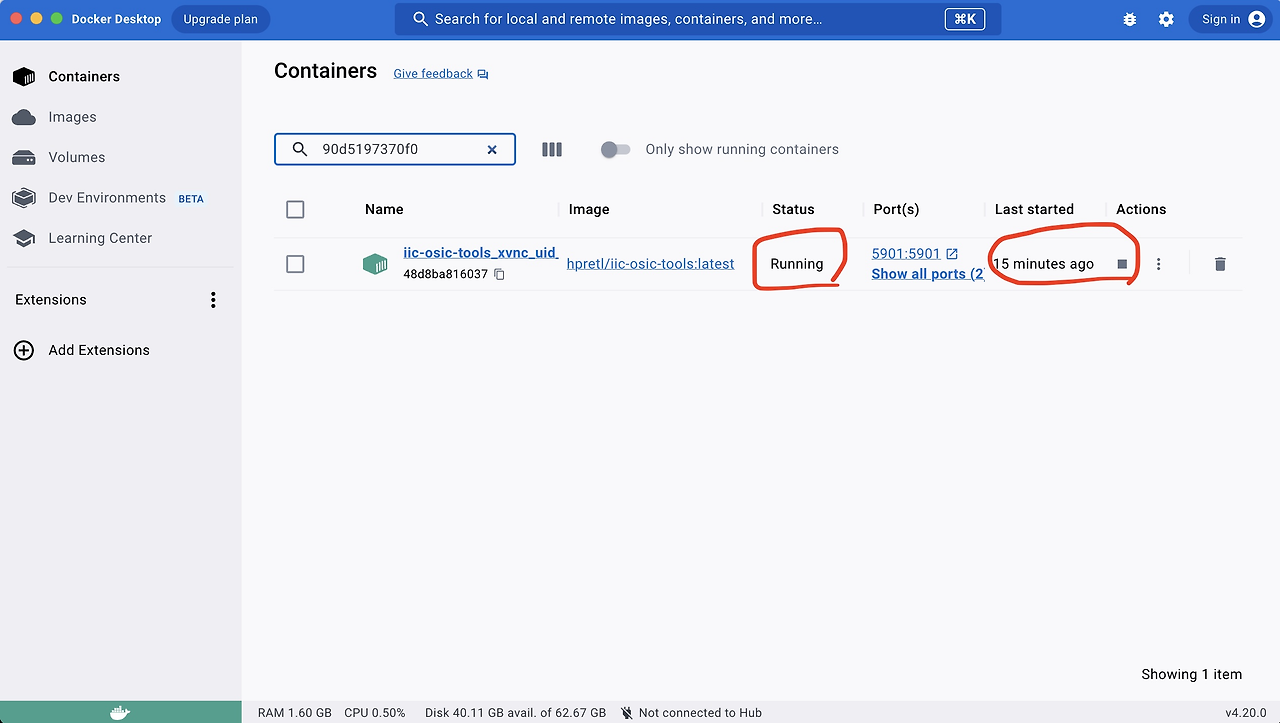 Docker Desktop Upgrade plan Search for local and remote images, containers, and more... ⌘K Sign in
Containers
Images
Volumes
Dev Environments BETA
Learning Center
Extensions
Add Extensions
Containers Give feedback
90d5197370f0 Only show running containers
Name Image Status Port(s) Last started Actions
iic-osic-tools_xvnc_uid_ hpretl/iic-osic-tools:latest Running 5901:5901 15 minutes ago
48d8ba816037 Show all ports (2
Showing 1 item
RAM 1.60 GB CPU 0.50% Disk 40.11 GB avail. of 62.67 GB Not connected to Hub v4.20.0